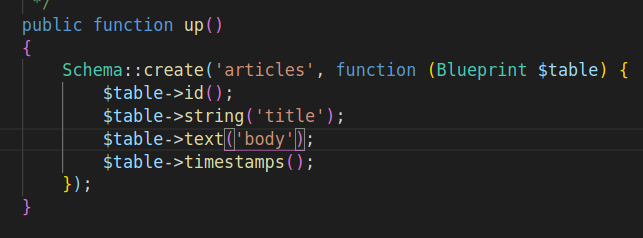 */
public function up()
{
    Schema::create('articles', function (Blueprint $table) {
        $table->id();
        $table->string('title');
        $table->text('body');
        $table->timestamps();
    });
}